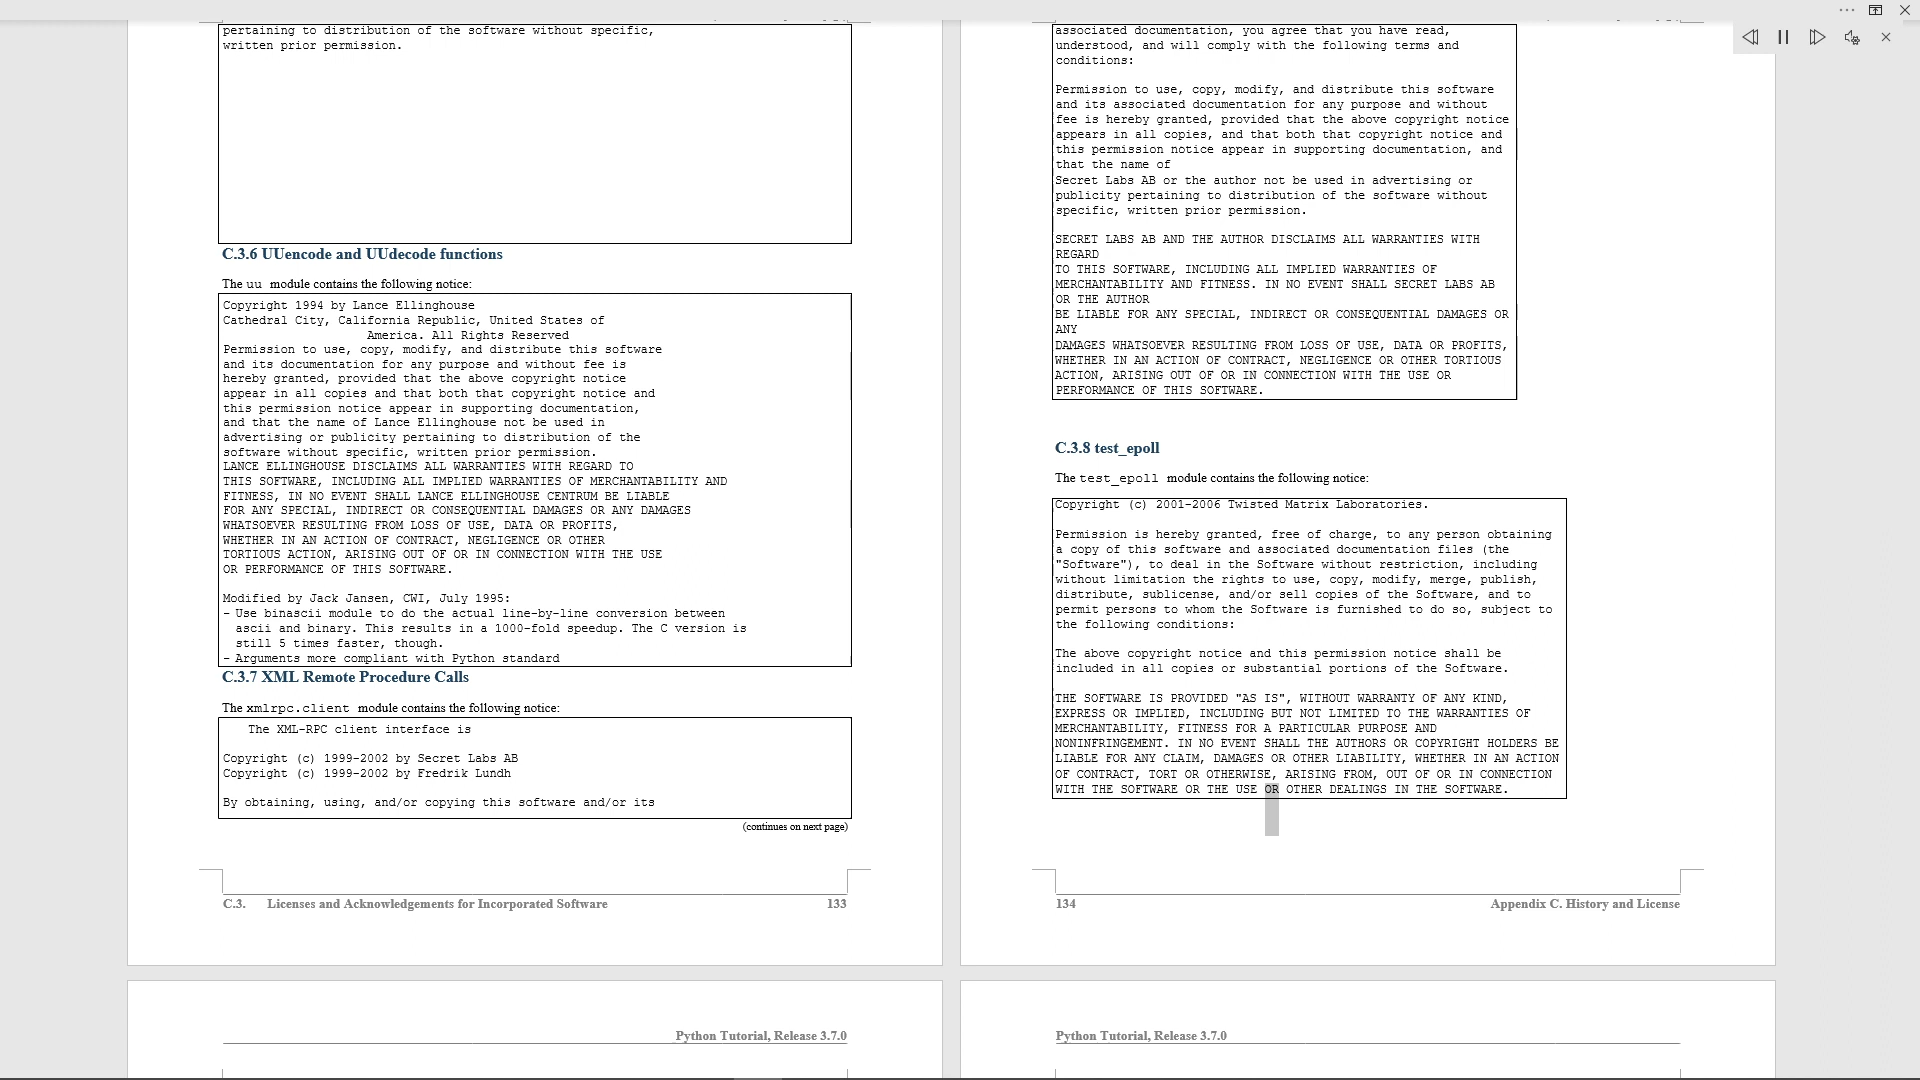 pertaining to distribution of the software without specific,
written prior permission.
C.3.6 UUencode and UUdecode functions
The uu module contains the following notice:
Copyright 1994 by Lance Ellinghouse
Cathedral City, California Republic, United States of
America. All Rights Reserved
Permission to use, copy, modify, and distribute this software
and its documentation for any purpose and without fee is
hereby granted, provided that the above copyright notice
appear in all copies and that both that copyright notice and
this permission notice appear in supporting documentation,
and that the name of Lance Ellinghouse not be used in
advertising or publicity pertaining to distribution of the
software without specific, written prior permission.
LANCE ELLINGHOUSE DISCLAIMS ALL WARRANTIES WITH REGARD TO
THIS SOFTWARE, INCLUDING ALL IMPLIED WARRANTIES OF MERCHANTABILITY AND
FITNESS, IN NO EVENT SHALL LANCE ELLINGHOUSE CENTRUM BE LIABLE
FOR ANY SPECIAL, INDIRECT OR CONSEQUENTIAL DAMAGES OR ANY DAMAGES
WHATSOEVER RESULTING FROM LOSS OF USE, DATA OR PROFITS,
WHETHER IN AN ACTION OF CONTRACT, NEGLIGENCE OR OTHER
TORTIOUS ACTION, ARISING OUT OF OR IN CONNECTION WITH THE USE
OR PERFORMANCE OF THIS SOFTWARE.
Modified by Jack Jansen, CWI, July 1995:
- Use binascii module to do the actual line-by-line conversion between
ascii and binary. This results in a 1000-fold speedup. The C version is
still 5 times faster, though.
- Arguments more compliant with Python standard
C.3.7 XML Remote Procedure Calls
The xmlrpc.client module contains the following notice:
The XML-RPC client interface is
Copyright (c) 1999-2002 by Secret Labs AB
Copyright (c) 1999-2002 by Fredrik Lundh
By obtaining, using, and/or copying this software and/or its
(continues on next page)
C.3. Licenses and Acknowledgements for Incorporated Software 133
associated documentation, you agree that you have read,
understood, and will comply with the following terms and
conditions:
Permission to use, copy, modify, and distribute this software
and its associated documentation for any purpose and without
fee is hereby granted, provided that the above copyright notice
appears in all copies, and that both that copyright notice and
this permission notice appear in supporting documentation, and
that the name of
Secret Labs AB or the author not be used in advertising or
publicity pertaining to distribution of the software without
specific, written prior permission.
SECRET LABS AB AND THE AUTHOR DISCLAIMS ALL WARRANTIES WITH
REGARD
TO THIS SOFTWARE, INCLUDING ALL IMPLIED WARRANTIES OF
MERCHANTABILITY AND FITNESS. IN NO EVENT SHALL SECRET LABS AB
OR THE AUTHOR
BE LIABLE FOR ANY SPECIAL, INDIRECT OR CONSEQUENTIAL DAMAGES OR
ANY
DAMAGES WHATSOEVER RESULTING FROM LOSS OF USE, DATA OR PROFITS,
WHETHER IN AN ACTION OF CONTRACT, NEGLIGENCE OR OTHER TORTIOUS
ACTION, ARISING OUT OF OR IN CONNECTION WITH THE USE OR
PERFORMANCE OF THIS SOFTWARE.
C.3.8 test_epoll
The test_epoll module contains the following notice:
Copyright (c) 2001-2006 Twisted Matrix Laboratories.
Permission is hereby granted, free of charge, to any person obtaining
a copy of this software and associated documentation files (the
"Software"), to deal in the Software without restriction, including
without limitation the rights to use, copy, modify, merge, publish,
distribute, sublicense, and/or sell copies of the Software, and to
permit persons to whom the Software is furnished to do so, subject to
the following conditions:
The above copyright notice and this permission notice shall be
included in all copies or substantial portions of the Software.
THE SOFTWARE IS PROVIDED "AS IS", WITHOUT WARRANTY OF ANY KIND,
EXPRESS OR IMPLIED, INCLUDING BUT NOT LIMITED TO THE WARRANTIES OF
MERCHANTABILITY, FITNESS FOR A PARTICULAR PURPOSE AND
NONINFRINGEMENT. IN NO EVENT SHALL THE AUTHORS OR COPYRIGHT HOLDERS BE
LIABLE FOR ANY CLAIM, DAMAGES OR OTHER LIABILITY, WHETHER IN AN ACTION
OF CONTRACT, TORT OR OTHERWISE, ARISING FROM, OUT OF OR IN CONNECTION
WITH THE SOFTWARE OR THE USE OR OTHER DEALINGS IN THE SOFTWARE.
134 Appendix C. History and License
Python Tutorial, Release 3.7.0
Python Tutorial, Release 3.7.0